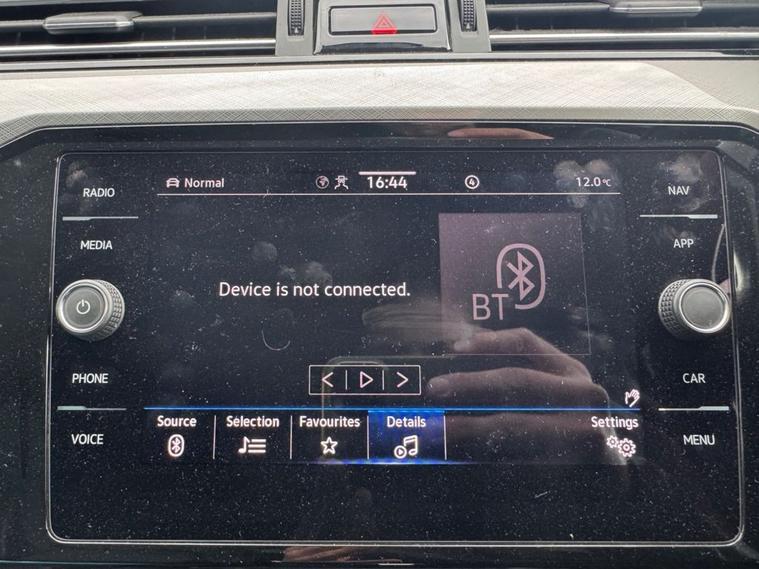 RADIO
Normal
16:44
4
12.0°C
NAV
MEDIA
APP
Device is not connected.
BT
PHONE
CAR
Source
Selection
Favourites
Details
Settings
VOICE
MENU